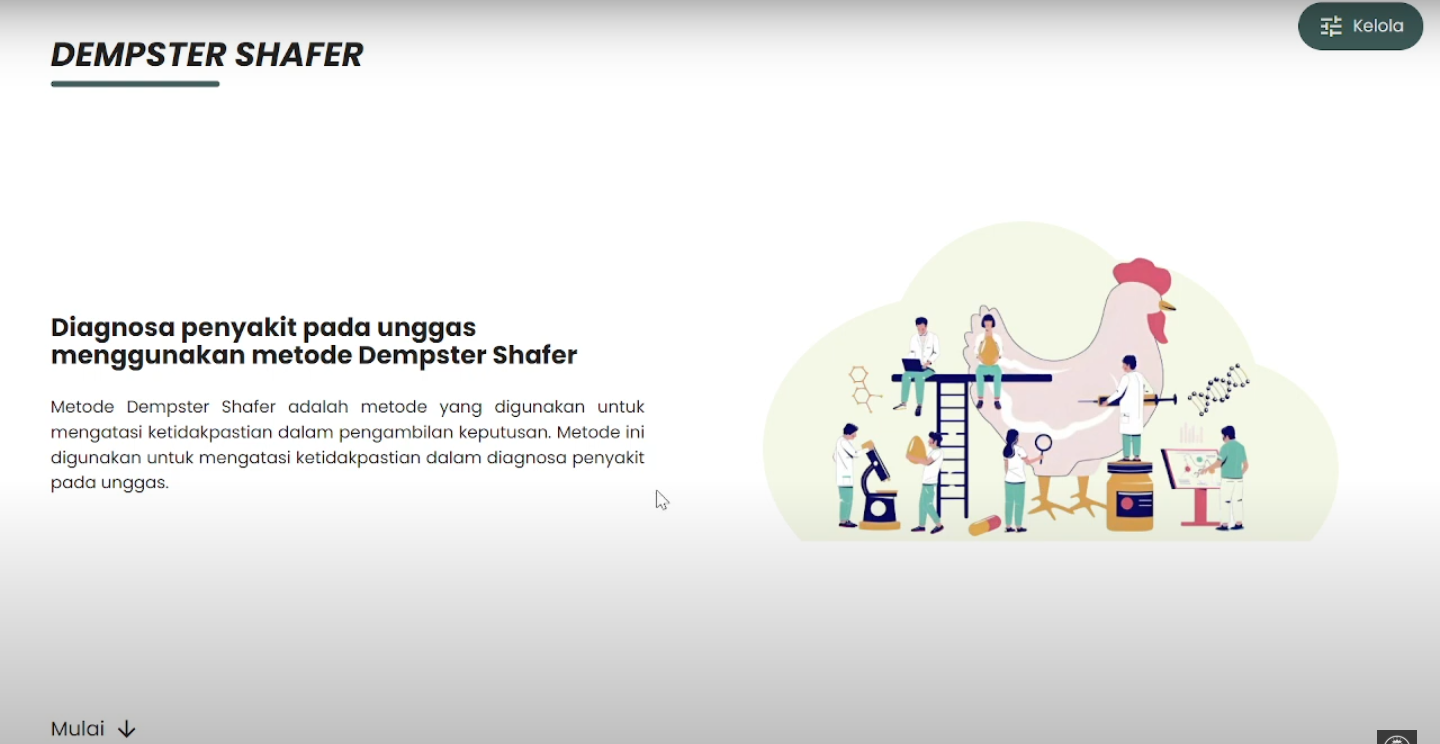 DEMPSTER SHAFER
Kelola
Diagnosa penyakit pada unggas
menggunakan metode Dempster Shafer
Metode Dempster Shafer adalah metode yang digunakan untuk
mengatasi ketidakpastian dalam pengambilan keputusan. Metode ini
digunakan untuk mengatasi ketidakpastian dalam diagnosa penyakit
pada unggas.
Mulai